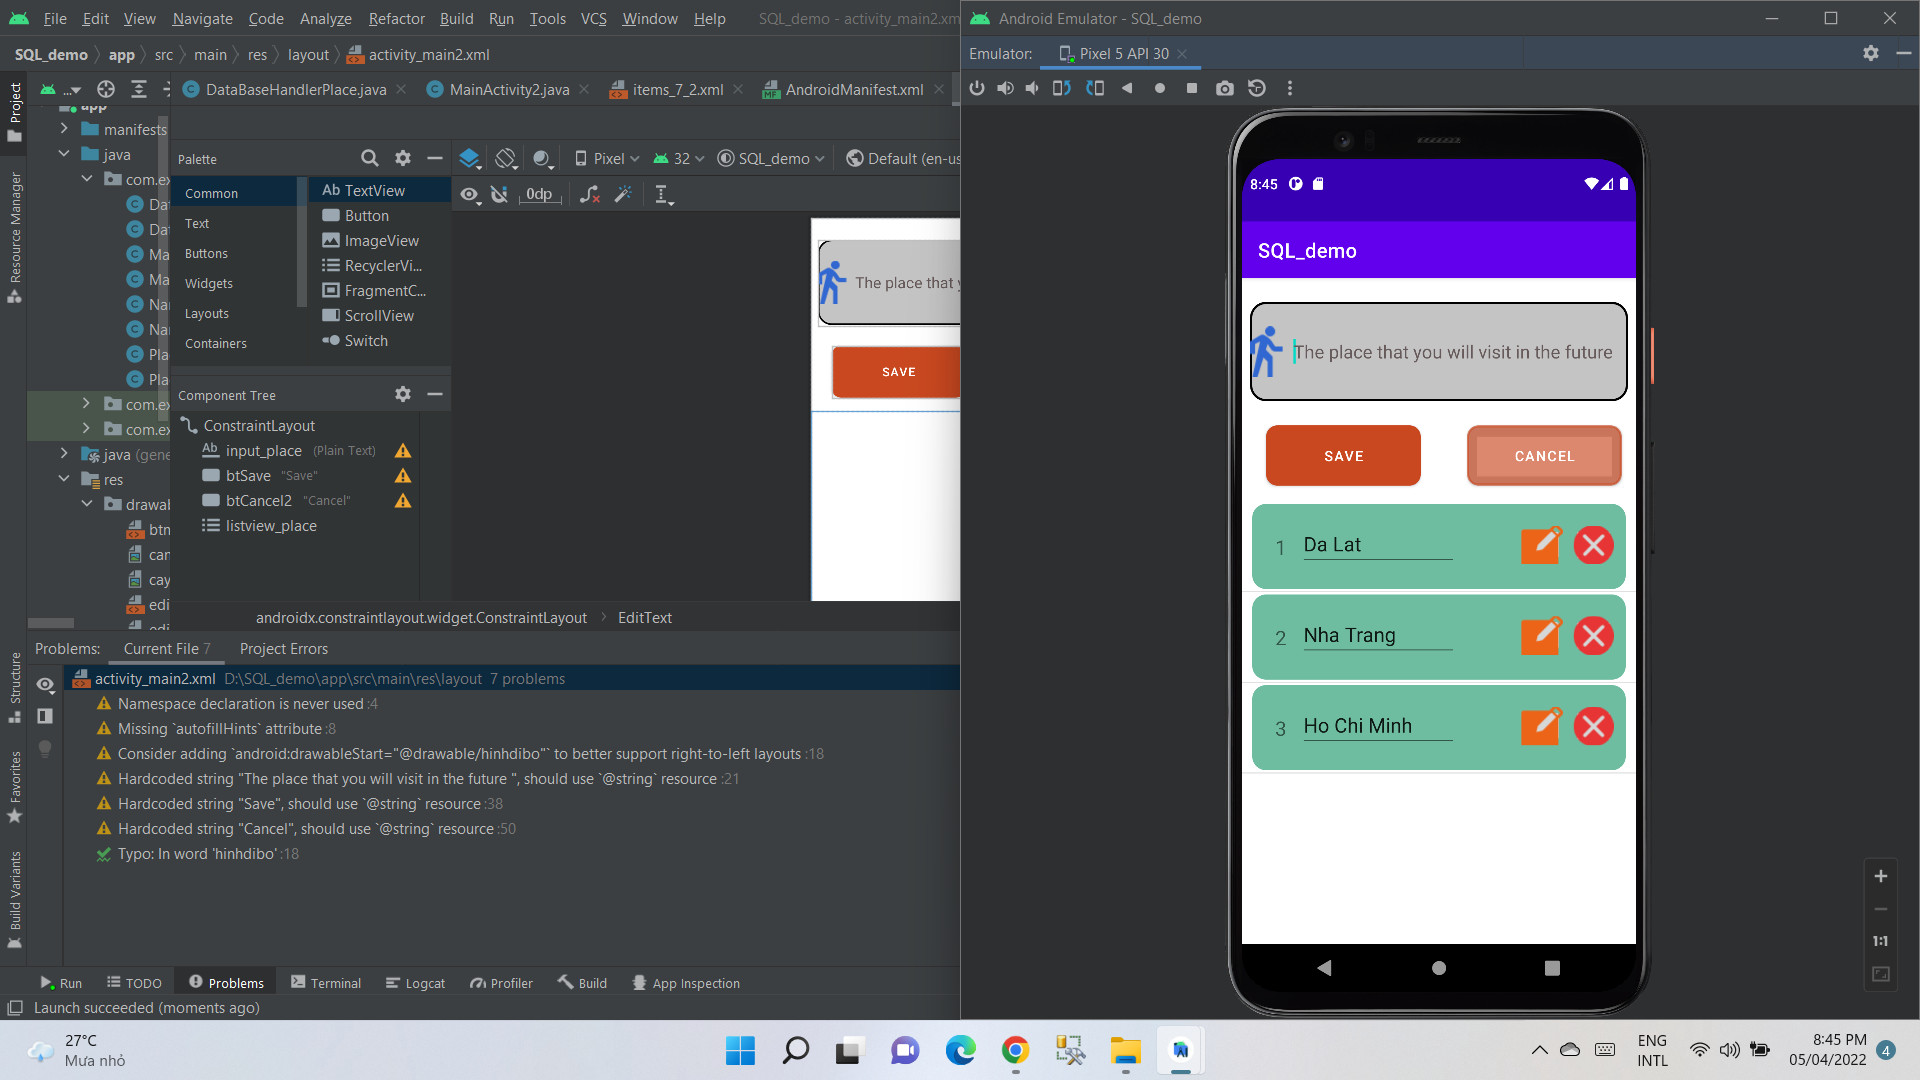 File Edit View Navigate Code Analyze Refactor Build Run Tools VCS Window Help SQL_demo - activity_main2.xm
SQL_demo app src main res layout activity_main2.xml
... DataBaseHandlerPlace.java MainActivity2.java items_7_2.xml AndroidManifest.xml
Project
Resource Manager
Structure
Favorites
Build Variants
app
manifests
java
com.ex
Da
Da
Ma
Ma
Nar
Nar
Pla
Pla
com.ex
com.ex
java (gene
res
drawab
btn
can
cay
edi
edi
Palette
Common
Text
Buttons
Widgets
Layouts
Containers
Ab TextView
Button
ImageView
RecyclerVi...
FragmentC...
ScrollView
Switch
Pixel 32 SQL_demo Default (en-us
0dp
Component Tree
ConstraintLayout
Ab input_place (Plain Text)
btSave "Save"
btCancel2 "Cancel"
listview_place
The place that y
SAVE
androidx.constraintlayout.widget.ConstraintLayout EditText
Problems: Current File 7 Project Errors
activity_main2.xml D:\SQL_demo\app\src\main\res\layout 7 problems
Namespace declaration is never used :4
Missing `autofillHints` attribute :8
Consider adding `android:drawableStart="@drawable/hinhdibo"` to better support right-to-left layouts :18
Hardcoded string "The place that you will visit in the future ", should use `@string` resource :21
Hardcoded string "Save", should use `@string` resource :38
Hardcoded string "Cancel", should use `@string` resource :50
Typo: In word 'hinhdibo' :18
Run TODO Problems Terminal Logcat Profiler Build App Inspection
Launch succeeded (moments ago)
Android Emulator - SQL_demo
Emulator: Pixel 5 API 30
8:45
SQL_demo
The place that you will visit in the future
SAVE CANCEL
1 Da Lat
2 Nha Trang
3 Ho Chi Minh
1:1
27°C
Mưa nhỏ
ENG
INTL
8:45 PM
05/04/2022
4